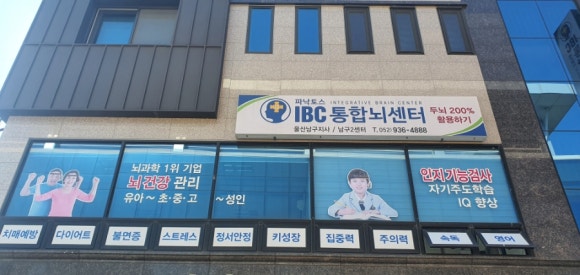 파낙토스 INTEGRATIVE BRAIN CENTER
IBC 통합뇌센터
두뇌 200%
활용하기
울산남구지사 / 남구2센터 T. 052) 936-4888
뇌과학 1위 기업
뇌건강 관리
유아 ~ 초·중·고 ~ 성인
인지기능검사
자기주도학습
IQ 향상
치매예방 다이어트 불면증 스트레스 정서안정 키성장 집중력 주의력 속독 영어